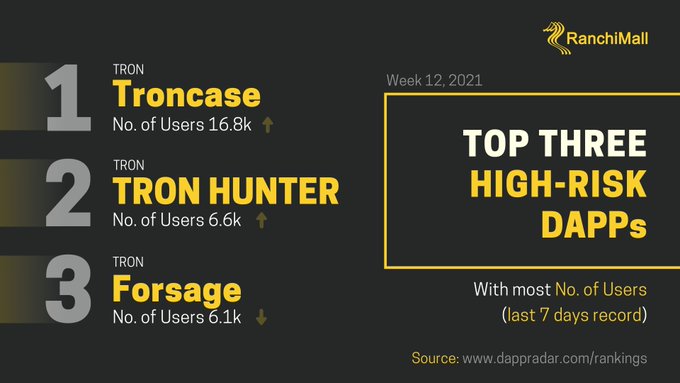 RanchiMall
Week 12, 2021
TOP THREE
HIGH-RISK
DAPPs
With most No. of Users
(last 7 days record)
1
TRON
Troncase
No. of Users 16.8k
2
TRON
TRON HUNTER
No. of Users 6.6k
3
TRON
Forsage
No. of Users 6.1k
Source: www.dappradar.com/rankings